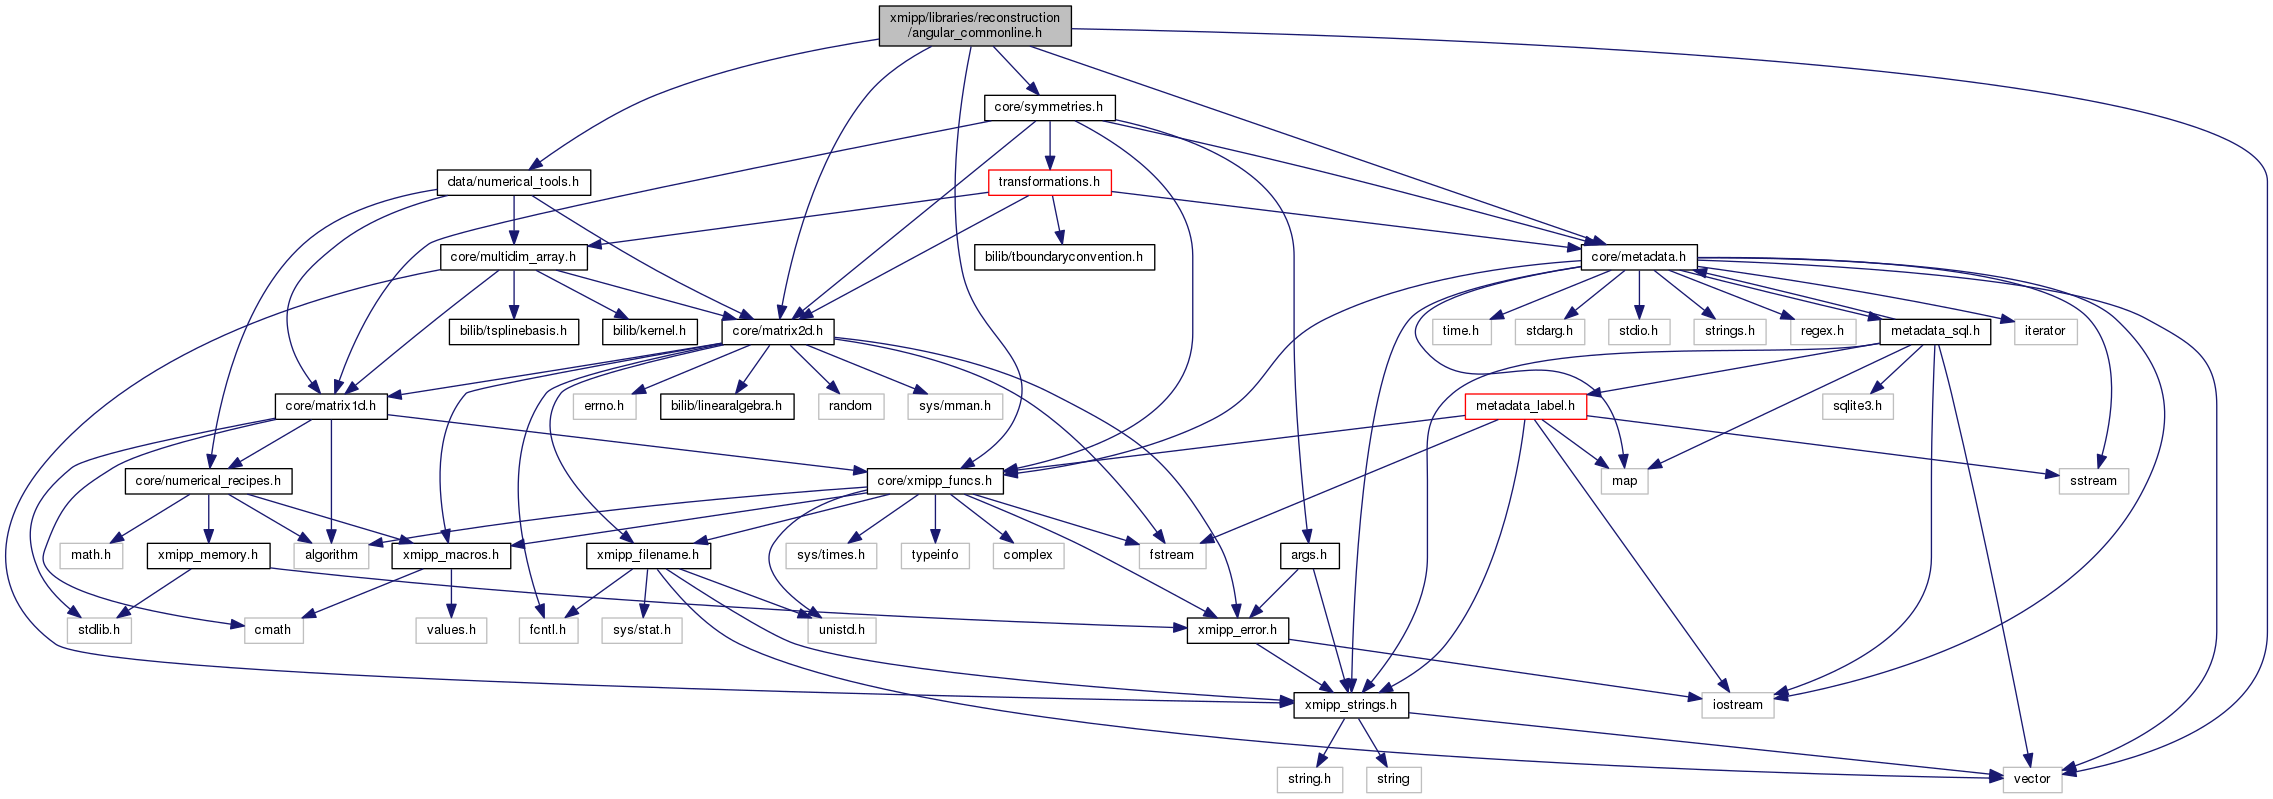 xmipp/libraries/reconstruction
/angular_commonline.h
core/symmetries.h
data/numerical_tools.h
transformations.h
core/multidim_array.h
bilib/tboundaryconvention.h
core/metadata.h
bilib/tsplinebasis.h
bilib/kernel.h
core/matrix2d.h
time.h
stdarg.h
stdio.h
strings.h
regex.h
metadata_sql.h
iterator
core/matrix1d.h
errno.h
bilib/linearalgebra.h
random
sys/mman.h
metadata_label.h
sqlite3.h
core/numerical_recipes.h
core/xmipp_funcs.h
map
sstream
math.h
xmipp_memory.h
algorithm
xmipp_macros.h
xmipp_filename.h
sys/times.h
typeinfo
complex
fstream
args.h
stdlib.h
cmath
values.h
fcntl.h
sys/stat.h
unistd.h
xmipp_error.h
xmipp_strings.h
iostream
string.h
string
vector